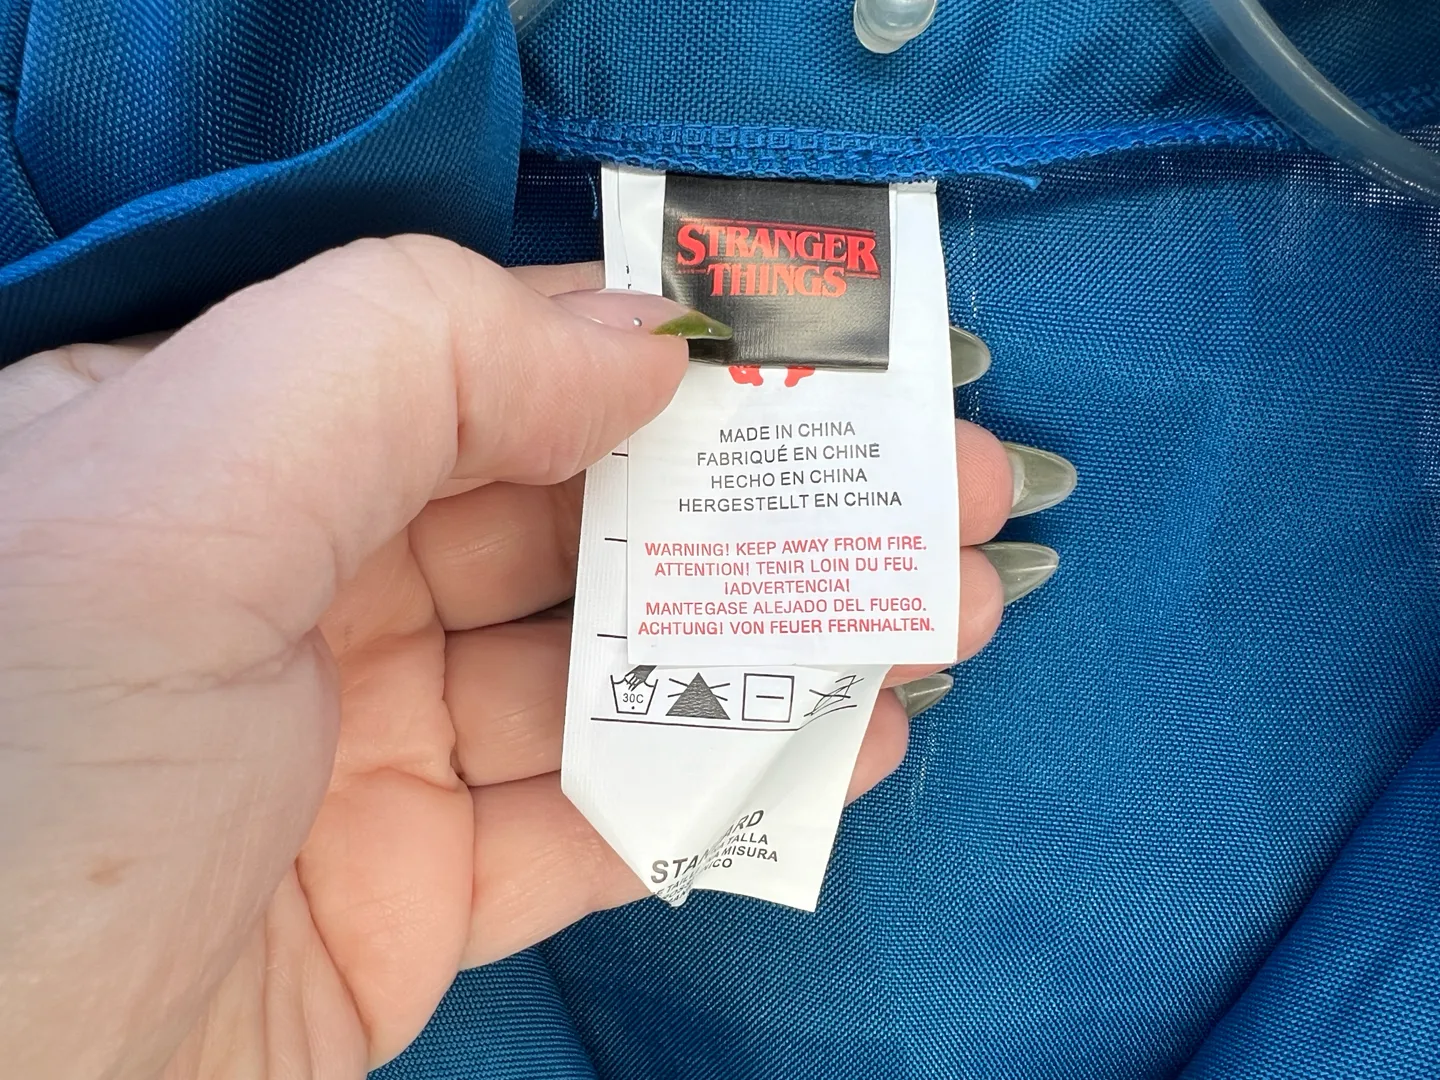 STRANGER
THINGS
MADE IN CHINA
FABRIQUÉ EN CHINE
HECHO EN CHINA
HERGESTELLT EN CHINA
WARNING! KEEP AWAY FROM FIRE.
ATTENTION! TENIR LOIN DU FEU.
¡ADVERTENCIA!
MANTEGASE ALEJADO DEL FUEGO.
ACHTUNG! VON FEUER FERNHALTEN.
30C